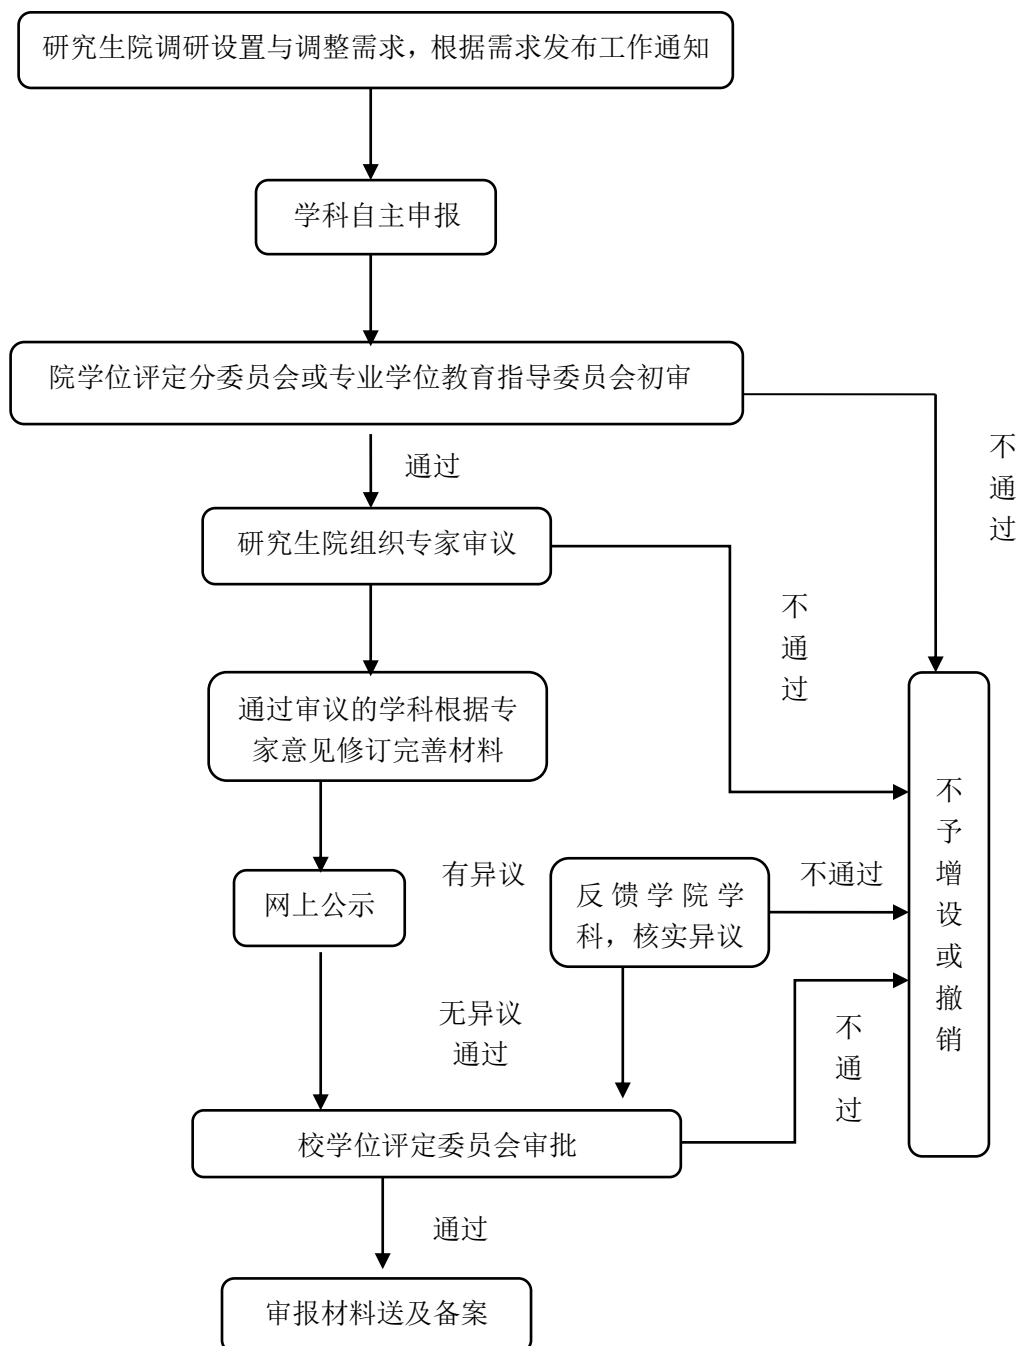 研究生院调研设置与调整需求，根据需求发布工作通知
学科自主申报
院学位评定分委员会或专业学位教育指导委员会初审
通过
不通过
研究生院组织专家审议
不通过
通过审议的学科根据专
家意见修订完善材料
网上公示
有异议
反馈学院学
科，核实异议
不通过
不予增设或撤销
无异议
通过
不通过
校学位评定委员会审批
通过
审报材料送及备案